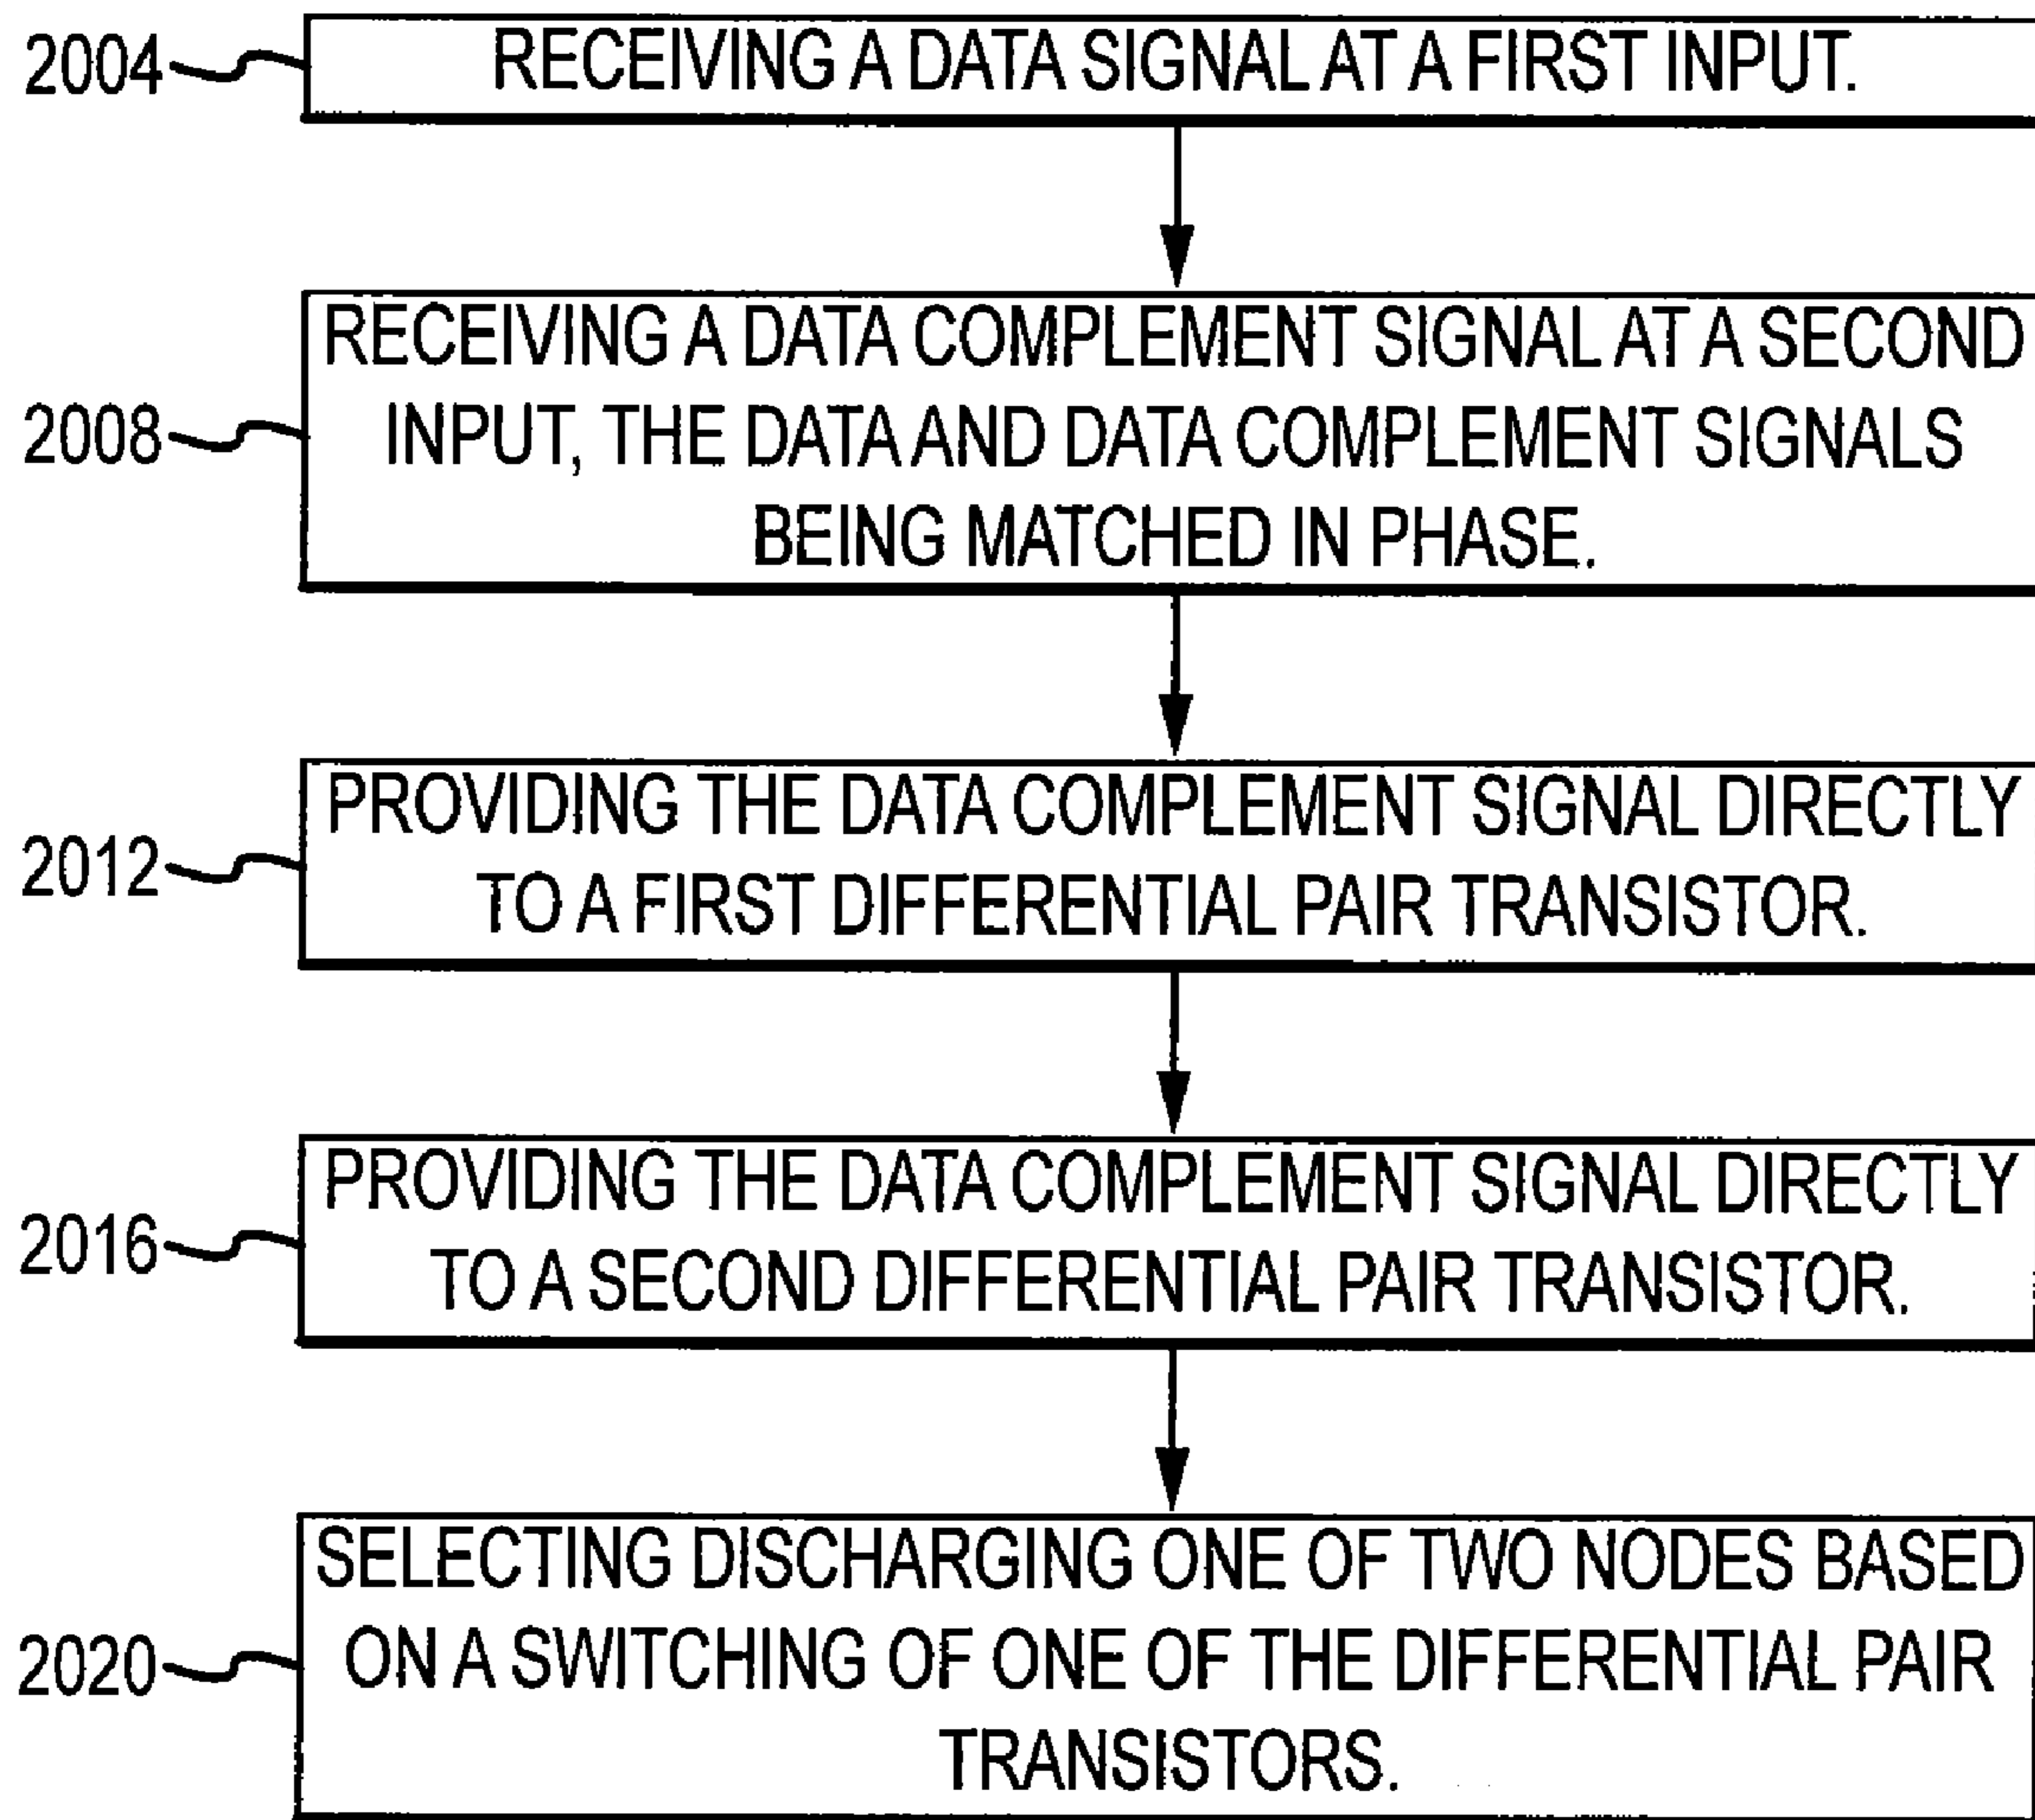 2004
RECEIVING A DATA SIGNAL AT A FIRST INPUT.
2008
RECEIVING A DATA COMPLEMENT SIGNAL AT A SECOND
INPUT, THE DATA AND DATA COMPLEMENT SIGNALS
BEING MATCHED IN PHASE.
2012
PROVIDING THE DATA COMPLEMENT SIGNAL DIRECTLY
TO A FIRST DIFFERENTIAL PAIR TRANSISTOR.
2016
PROVIDING THE DATA COMPLEMENT SIGNAL DIRECTLY
TO A SECOND DIFFERENTIAL PAIR TRANSISTOR.
2020
SELECTING DISCHARGING ONE OF TWO NODES BASED
ON A SWITCHING OF ONE OF THE DIFFERENTIAL PAIR
TRANSISTORS.